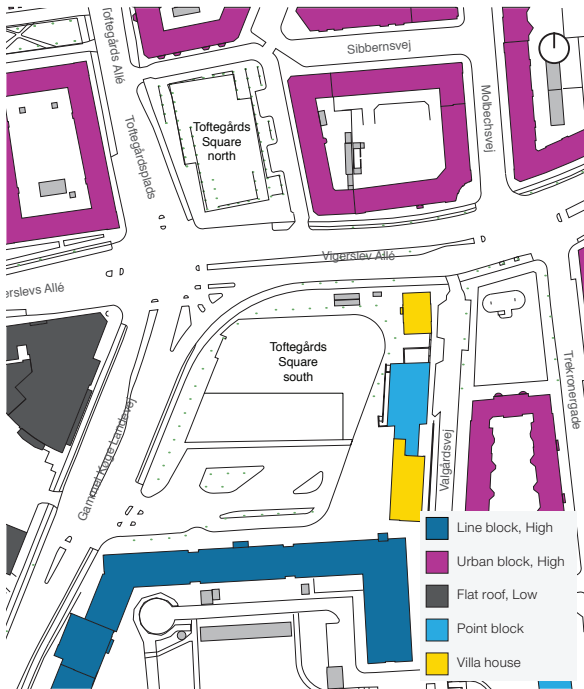 Toftegårds Allé
Sibbernsvej
Molbechsvej
Toftegårdsplads
Toftegårds
Square
north
Vigerslev Allé
erslevs Allé
Toftegårds
Square
south
Trekronergade
Gammel Køge Landevej
Valgårdsvej
Line block, High
Urban block, High
Flat roof, Low
Point block
Villa house